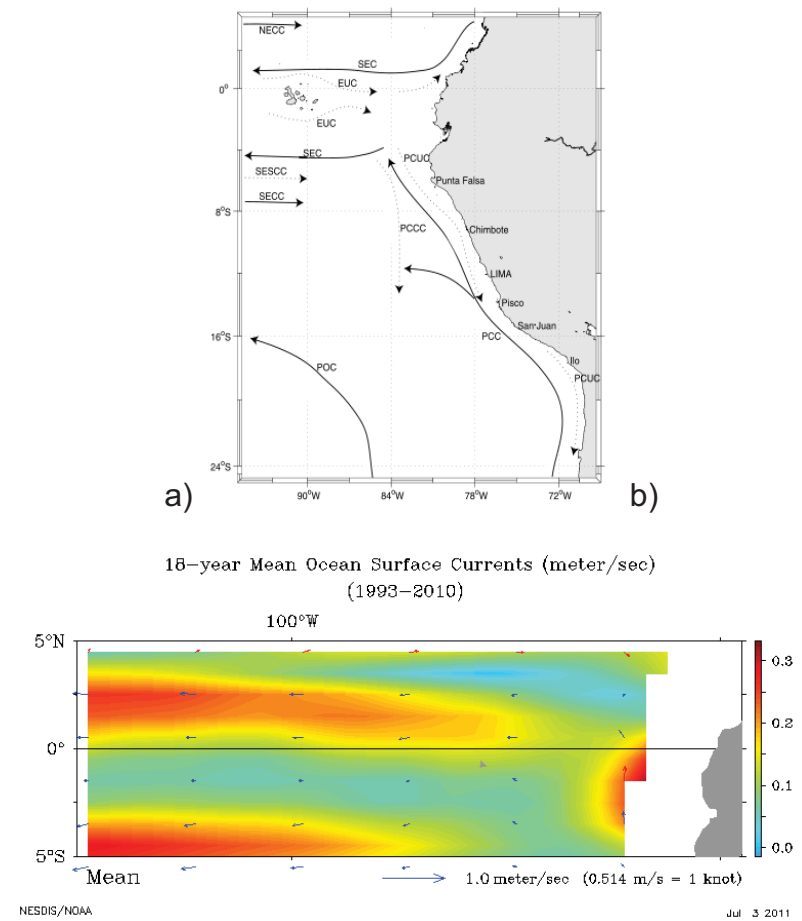 NECC
SEC
EUC
0°
EUC
SEC
PCUC
SESCC
Punta Falsa
SECC
8°S
PCCC
Chimbote
LIMA
Pisco
San Juan
16°S
PCC
Ilo
POC
PCUC
24°S
90°W 84°W 78°W 72°W
a) b)
18-year Mean Ocean Surface Currents (meter/sec)
(1993-2010)
100°W
5°N
0.3
0.2
0°
0.1
0.0
5°S
Mean 1.0 meter/sec (0.514 m/s = 1 knot)
NESDIS/NOAA Jul 3 2011